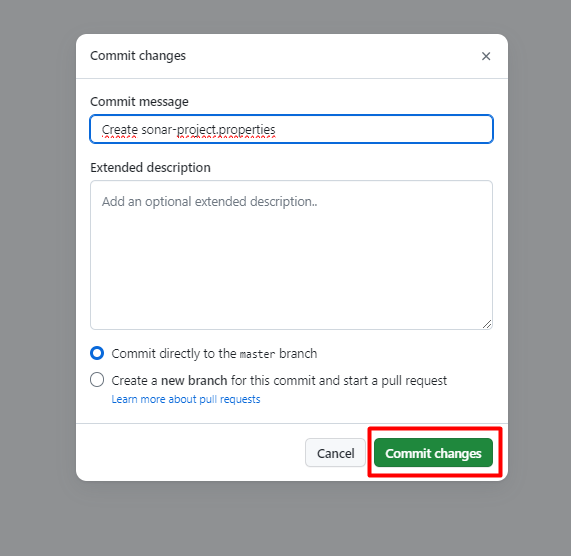 Commit changes
Commit message
Create sonar-project.properties
Extended description
Add an optional extended description..
Commit directly to the master branch
Create a new branch for this commit and start a pull request
Learn more about pull requests
Cancel
Commit changes